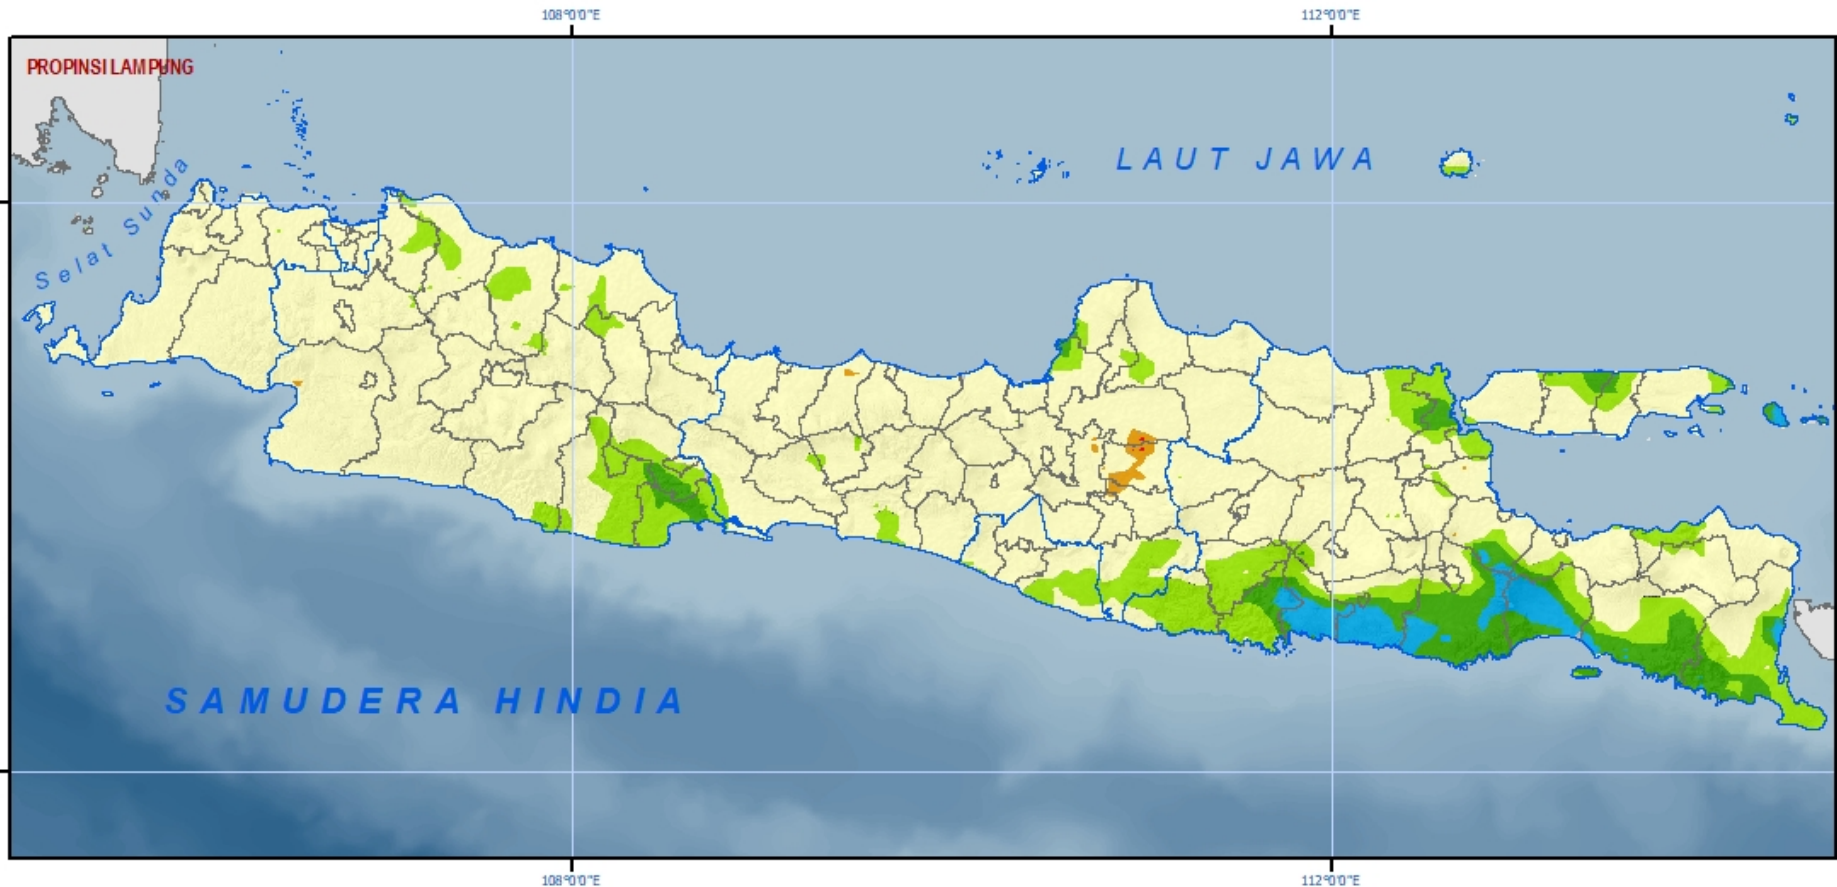 108°0'0"E
112°0'0"E
PROPINSI LAMPUNG
LAUT JAWA
Selat Sunda
SAMUDERA HINDIA
108°0'0"E
112°0'0"E